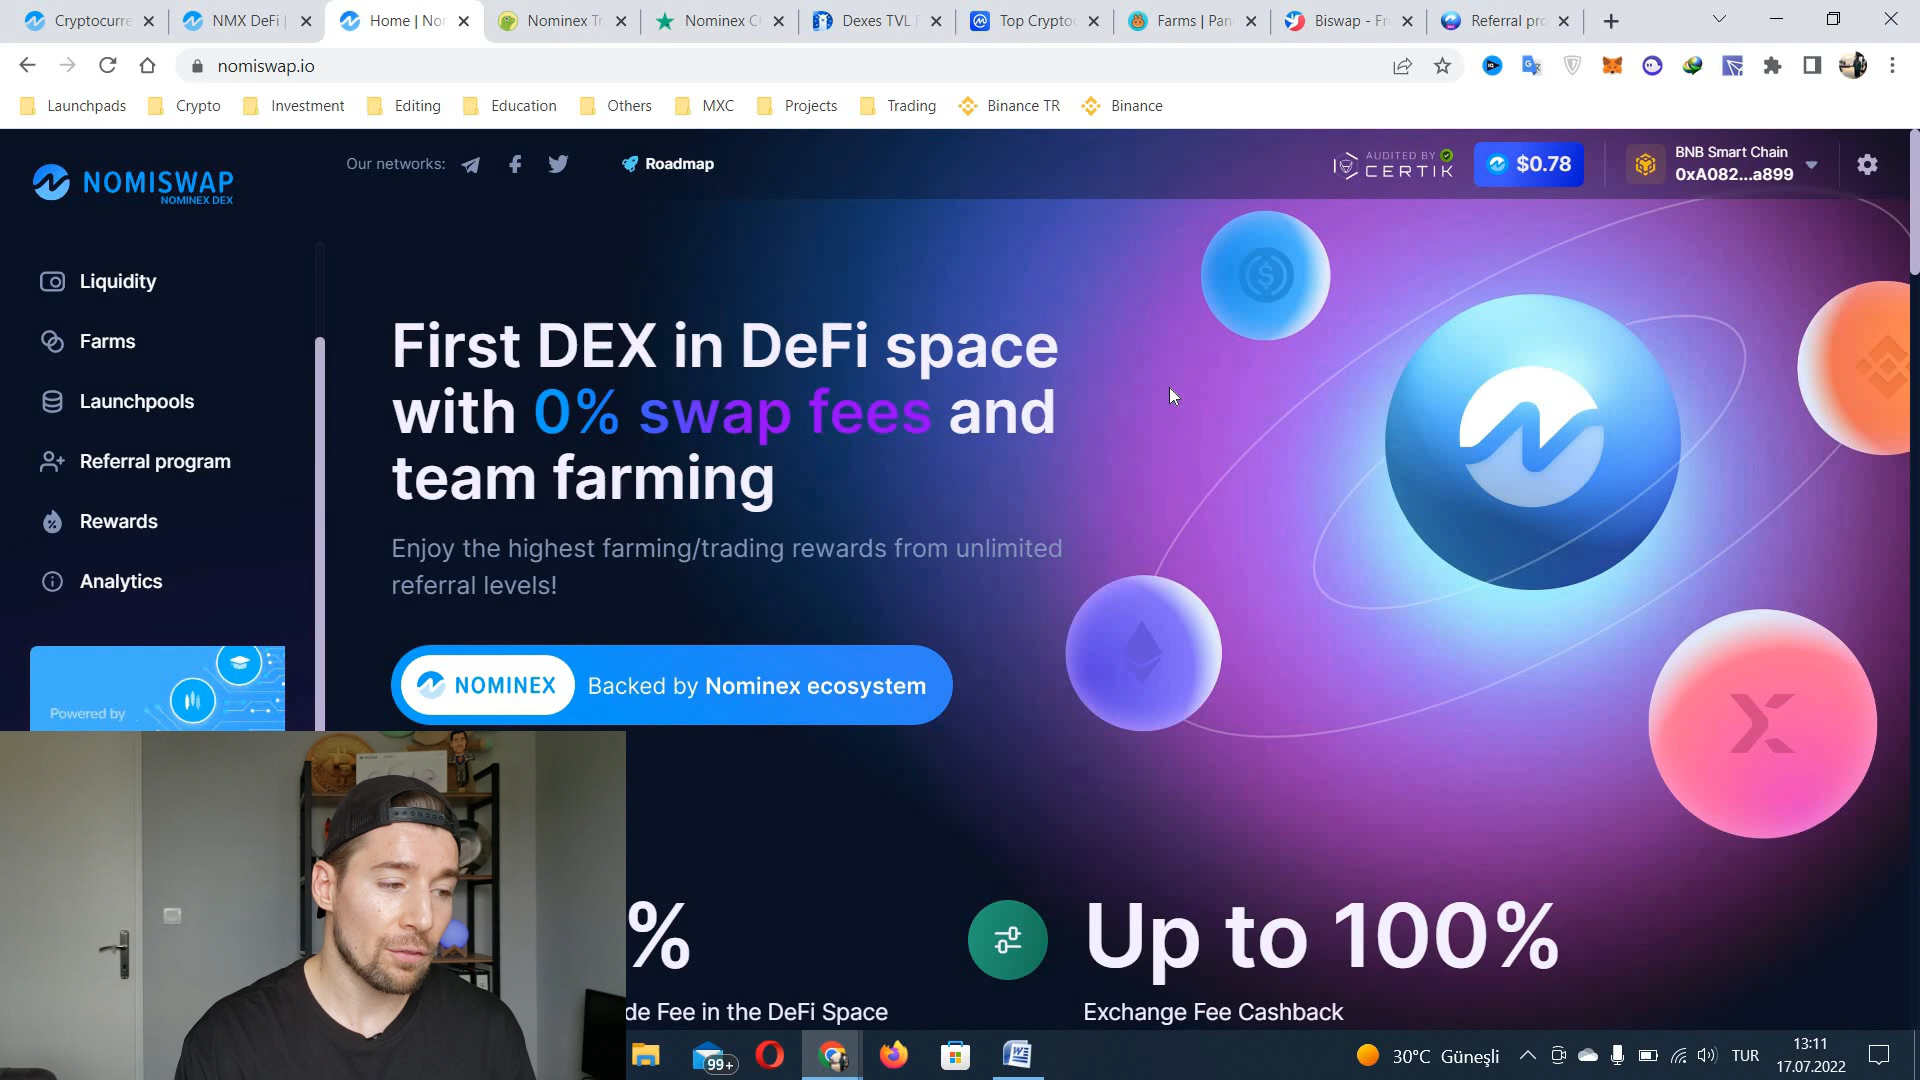 Cryptocurre
NMX DeFi |
Home | No
Nominex Tr
Nominex C
Dexes TVL
Top Crypto
Farms | Pan
Biswap - Fr
Referral pro
nomiswap.io
Launchpads
Crypto
Investment
Editing
Education
Others
MXC
Projects
Trading
Binance TR
Binance
NOMISWAP
NOMINEX DEX
Our networks:
Roadmap
AUDITED BY
CERTIK
$0.78
BNB Smart Chain
0xA082...a899
Liquidity
Farms
Launchpools
Referral program
Rewards
Analytics
Powered by
First DEX in DeFi space
with 0% swap fees and
team farming
Enjoy the highest farming/trading rewards from unlimited
referral levels!
NOMINEX
Backed by Nominex ecosystem
%
de Fee in the DeFi Space
Up to 100%
Exchange Fee Cashback
99+
30°C Güneşli
TUR
13:11
17.07.2022